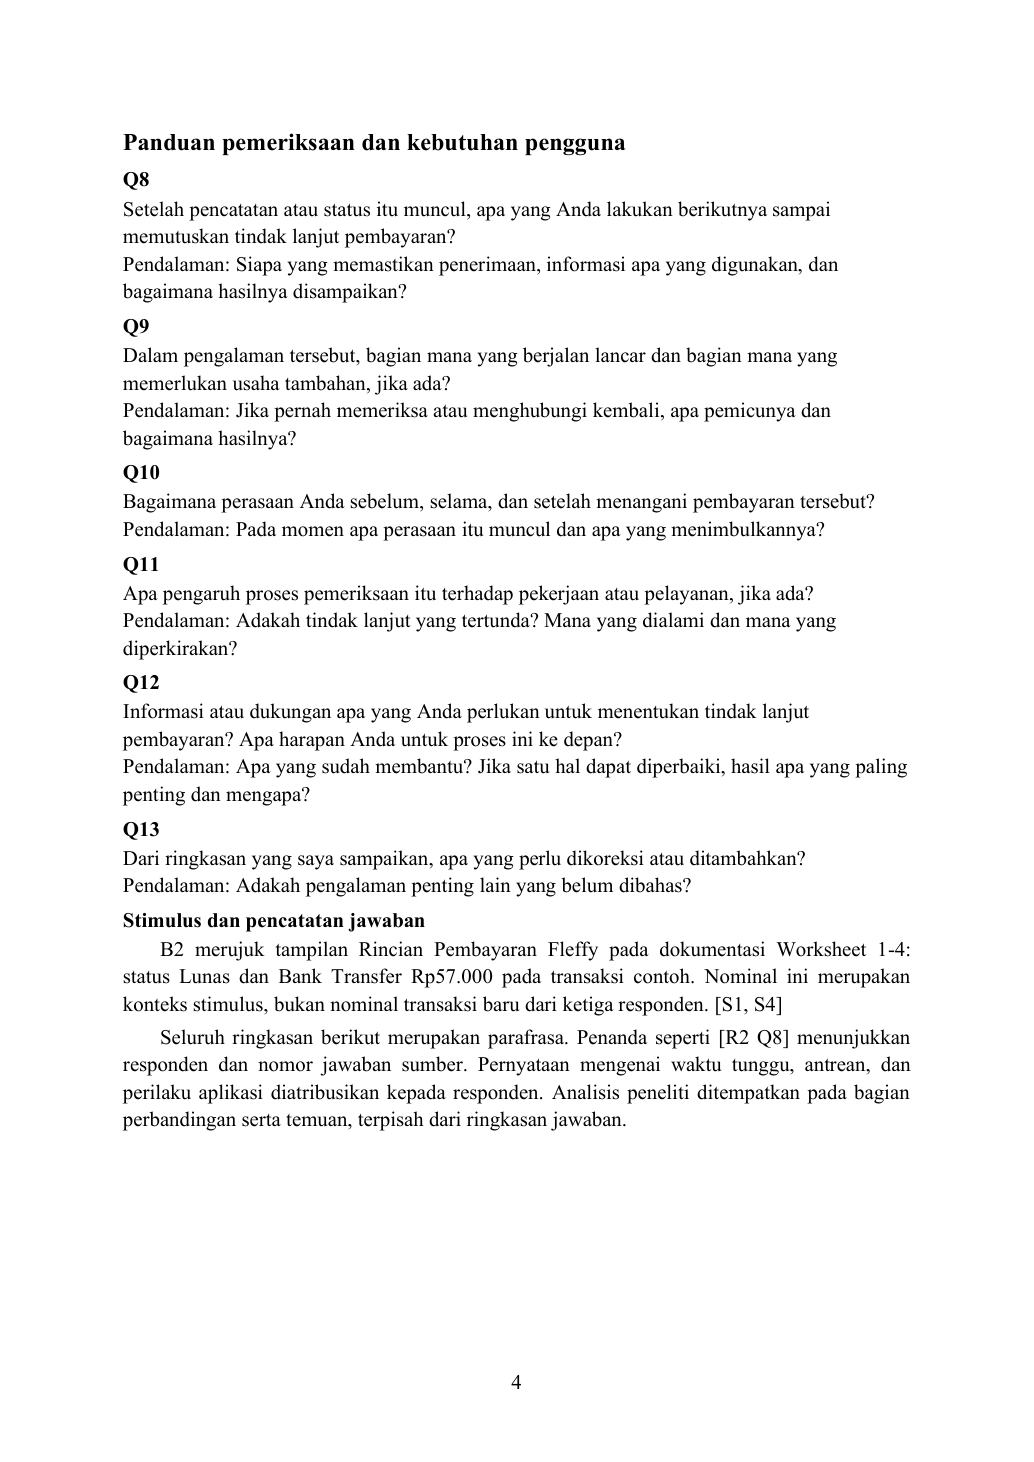 Panduan pemeriksaan dan kebutuhan pengguna
Q8
Setelah pencatatan atau status itu muncul, apa yang Anda lakukan berikutnya sampai
memutuskan tindak lanjut pembayaran?
Pendalaman: Siapa yang memastikan penerimaan, informasi apa yang digunakan, dan
bagaimana hasilnya disampaikan?
Q9
Dalam pengalaman tersebut, bagian mana yang berjalan lancar dan bagian mana yang
memerlukan usaha tambahan, jika ada?
Pendalaman: Jika pernah memeriksa atau menghubungi kembali, apa pemicunya dan
bagaimana hasilnya?
Q10
Bagaimana perasaan Anda sebelum, selama, dan setelah menangani pembayaran tersebut?
Pendalaman: Pada momen apa perasaan itu muncul dan apa yang menimbulkannya?
Q11
Apa pengaruh proses pemeriksaan itu terhadap pekerjaan atau pelayanan, jika ada?
Pendalaman: Adakah tindak lanjut yang tertunda? Mana yang dialami dan mana yang
diperkirakan?
Q12
Informasi atau dukungan apa yang Anda perlukan untuk menentukan tindak lanjut
pembayaran? Apa harapan Anda untuk proses ini ke depan?
Pendalaman: Apa yang sudah membantu? Jika satu hal dapat diperbaiki, hasil apa yang paling
penting dan mengapa?
Q13
Dari ringkasan yang saya sampaikan, apa yang perlu dikoreksi atau ditambahkan?
Pendalaman: Adakah pengalaman penting lain yang belum dibahas?
Stimulus dan pencatatan jawaban
B2 merujuk tampilan Rincian Pembayaran Fleffy pada dokumentasi Worksheet 1-4:
status Lunas dan Bank Transfer Rp57.000 pada transaksi contoh. Nominal ini merupakan
konteks stimulus, bukan nominal transaksi baru dari ketiga responden. [S1, S4]
Seluruh ringkasan berikut merupakan parafrasa. Penanda seperti [R2 Q8] menunjukkan
responden dan nomor jawaban sumber. Pernyataan mengenai waktu tunggu, antrean, dan
perilaku aplikasi diatribusikan kepada responden. Analisis peneliti ditempatkan pada bagian
perbandingan serta temuan, terpisah dari ringkasan jawaban.
4